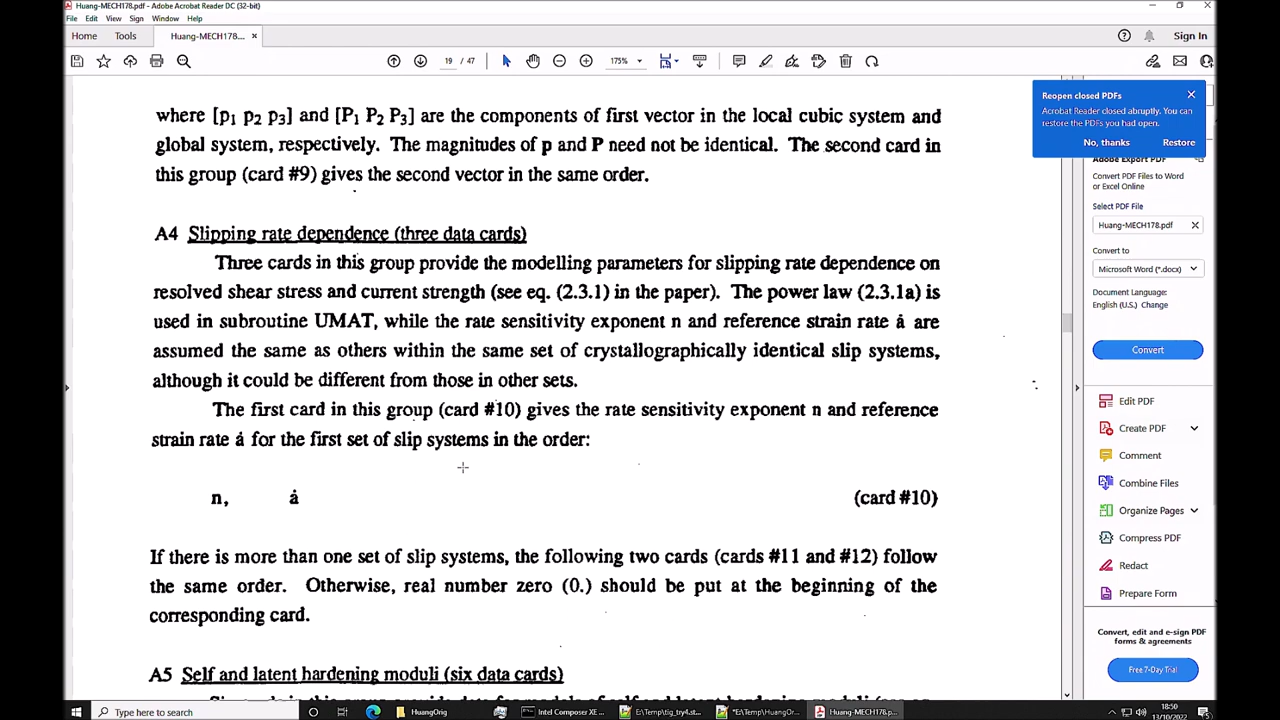 Huang-MECH178.pdf - Adobe Acrobat Reader DC (32-bit)
File Edit View Sign Window Help
Home Tools Huang-MECH178... × Sign In
19 / 47 175%
where [p1 p2 p3] and [P1 P2 P3] are the components of first vector in the local cubic system and
global system, respectively. The magnitudes of p and P need not be identical. The second card in
this group (card #9) gives the second vector in the same order.
A4 Slipping rate dependence (three data cards)
Three cards in this group provide the modelling parameters for slipping rate dependence on
resolved shear stress and current strength (see eq. (2.3.1) in the paper). The power law (2.3.1a) is
used in subroutine UMAT, while the rate sensitivity exponent n and reference strain rate ȧ are
assumed the same as others within the same set of crystallographically identical slip systems,
although it could be different from those in other sets.
The first card in this group (card #10) gives the rate sensitivity exponent n and reference
strain rate ȧ for the first set of slip systems in the order:
n, ȧ (card #10)
If there is more than one set of slip systems, the following two cards (cards #11 and #12) follow
the same order. Otherwise, real number zero (0.) should be put at the beginning of the
corresponding card.
A5 Self and latent hardening moduli (six data cards)
Reopen closed PDFs
Acrobat Reader closed abruptly. You can
restore the PDFs you had open.
No, thanks Restore
Adobe Export PDF
Convert PDF Files to Word
or Excel Online
Select PDF File
Huang-MECH178.pdf ×
Convert to
Microsoft Word (*.docx)
Document Language:
English (U.S.) Change
Convert
Edit PDF
Create PDF
Comment
Combine Files
Organize Pages
Compress PDF
Redact
Prepare Form
Convert, edit and e-sign PDF
forms & agreements
Free 7-Day Trial
Type here to search
HuangOrig
Intel Composer XE ...
E:\Temp\tig_try4.st...
*E:\Temp\HuangOr...
Huang-MECH178.p...
18:50
13/10/2022